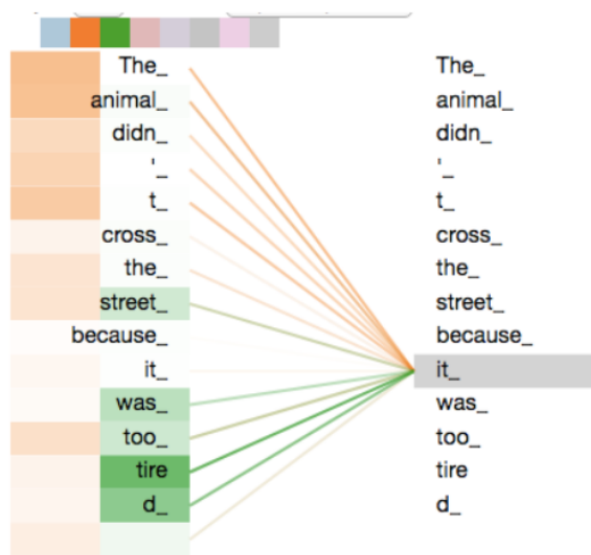 The_ The_
animal_ animal_
didn_ didn_
'_ '_
t_ t_
cross_ cross_
the_ the_
street_ street_
because_ because_
it_ it_
was_ was_
too_ too_
tire tire
d_ d_